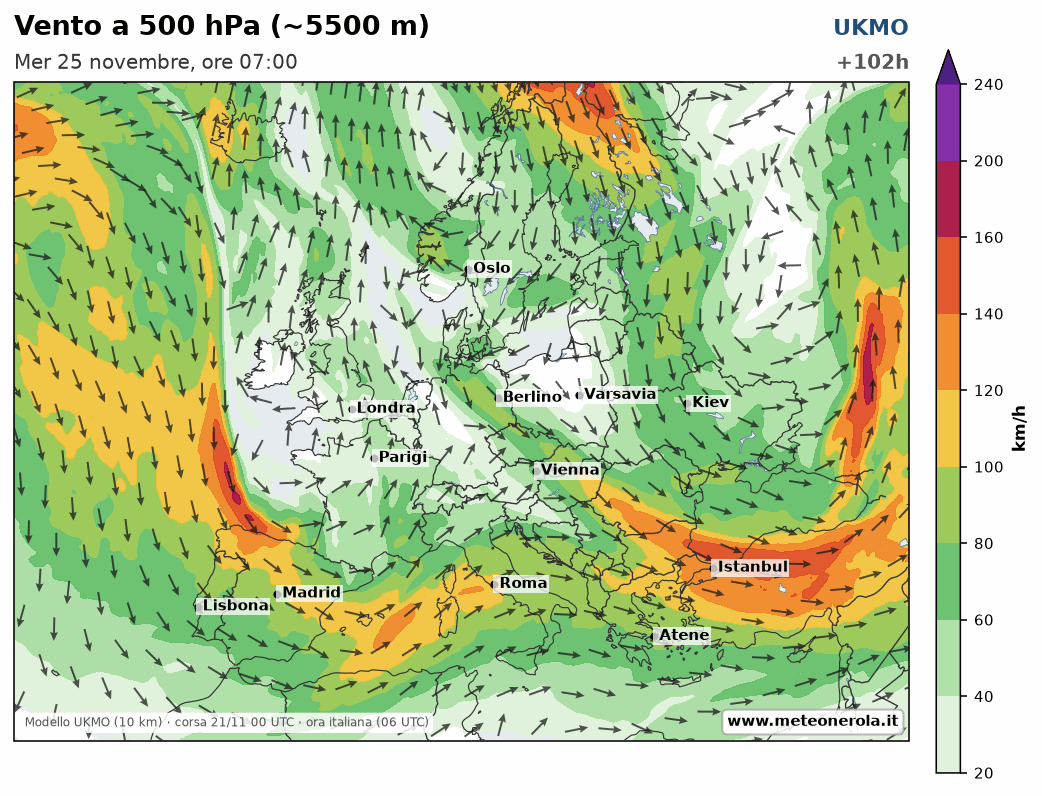 Vento a 500 hPa (~5500 m)
UKMO
Mer 25 novembre, ore 07:00
+102h
240
200
160
140
120
100
80
60
40
20
km/h
Oslo
Berlino
Varsavia
Kiev
Londra
Parigi
Vienna
Istanbul
Roma
Madrid
Lisbona
Atene
Modello UKMO (10 km) · corsa 21/11 00 UTC · ora italiana (06 UTC)
www.meteonerola.it